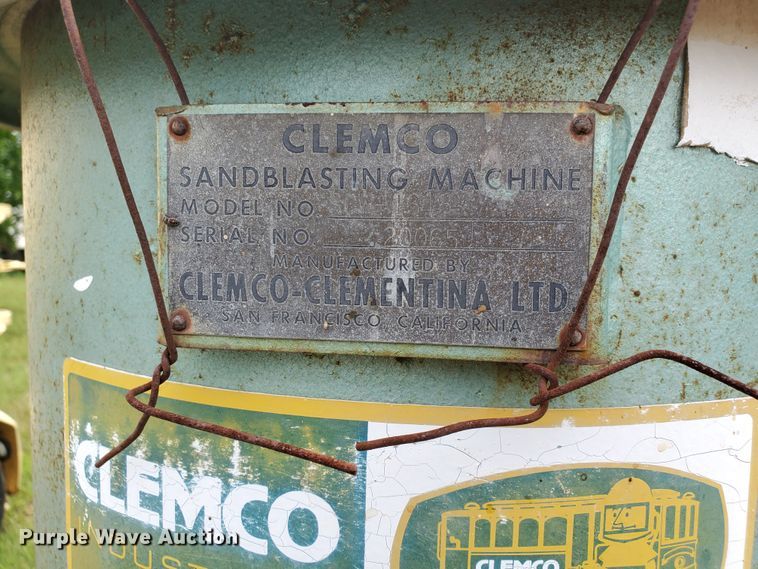 CLEMCO
SANDBLASTING MACHINE
MODEL NO
SERIAL NO.
MANUFACTURED BY
CLEMCO-CLEMENTINA LTD.
SAN FRANCISCO, CALIFORNIA
CLEMCO
CLEMCO
Purple Wave Auction